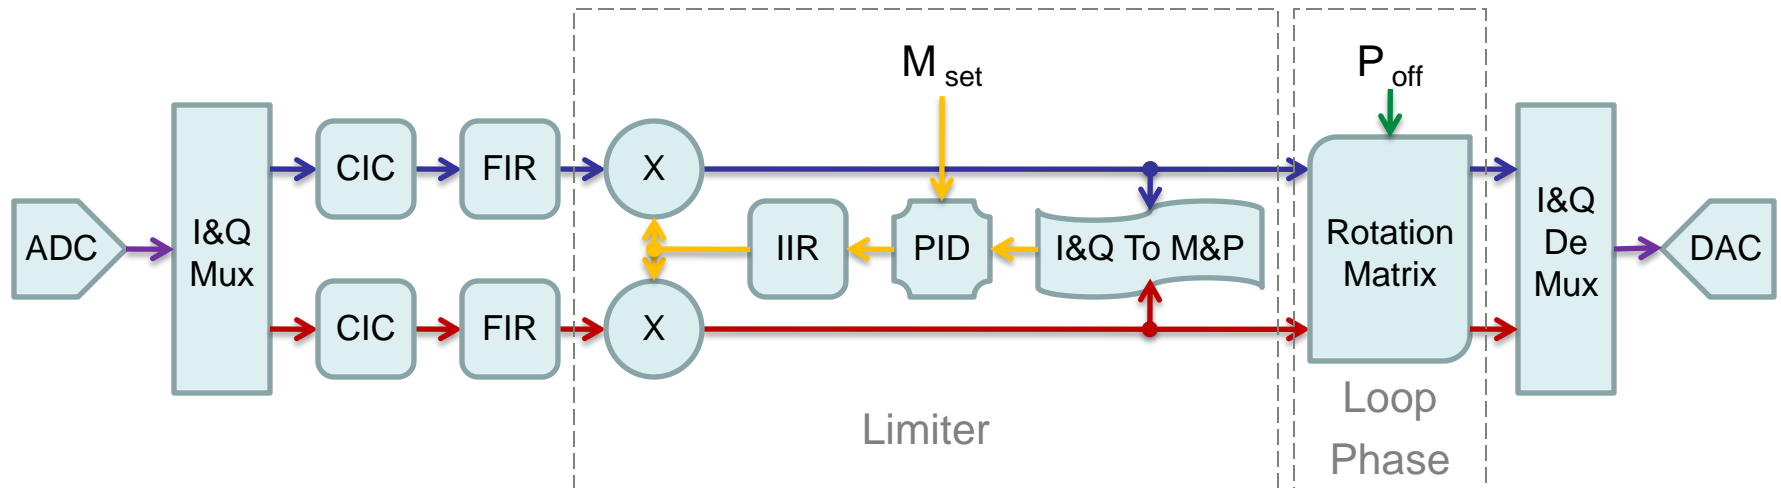 M set
P off
ADC
I&Q
Mux
CIC
FIR
X
IIR
PID
I&Q To M&P
CIC
FIR
X
Rotation
Matrix
I&Q
De
Mux
DAC
Limiter
Loop
Phase